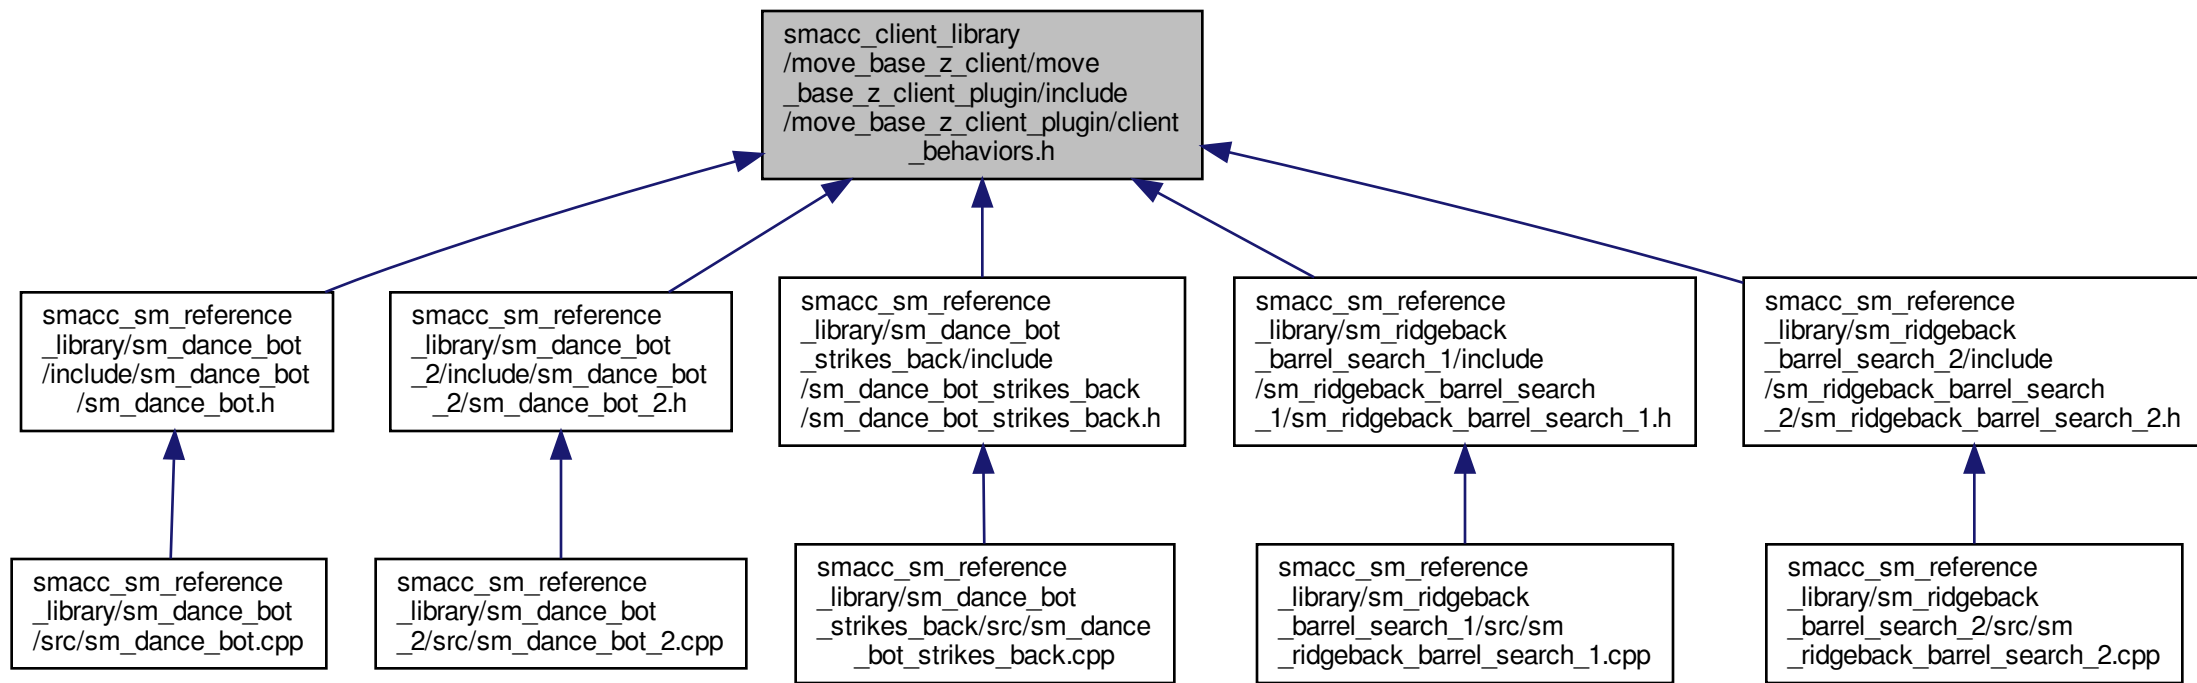 smacc_client_library
/move_base_z_client/move
_base_z_client_plugin/include
/move_base_z_client_plugin/client
_behaviors.h
smacc_sm_reference
_library/sm_dance_bot
/include/sm_dance_bot
/sm_dance_bot.h
smacc_sm_reference
_library/sm_dance_bot
_2/include/sm_dance_bot
_2/sm_dance_bot_2.h
smacc_sm_reference
_library/sm_dance_bot
_strikes_back/include
/sm_dance_bot_strikes_back
/sm_dance_bot_strikes_back.h
smacc_sm_reference
_library/sm_ridgeback
_barrel_search_1/include
/sm_ridgeback_barrel_search
_1/sm_ridgeback_barrel_search_1.h
smacc_sm_reference
_library/sm_ridgeback
_barrel_search_2/include
/sm_ridgeback_barrel_search
_2/sm_ridgeback_barrel_search_2.h
smacc_sm_reference
_library/sm_dance_bot
/src/sm_dance_bot.cpp
smacc_sm_reference
_library/sm_dance_bot
_2/src/sm_dance_bot_2.cpp
smacc_sm_reference
_library/sm_dance_bot
_strikes_back/src/sm_dance
_bot_strikes_back.cpp
smacc_sm_reference
_library/sm_ridgeback
_barrel_search_1/src/sm
_ridgeback_barrel_search_1.cpp
smacc_sm_reference
_library/sm_ridgeback
_barrel_search_2/src/sm
_ridgeback_barrel_search_2.cpp